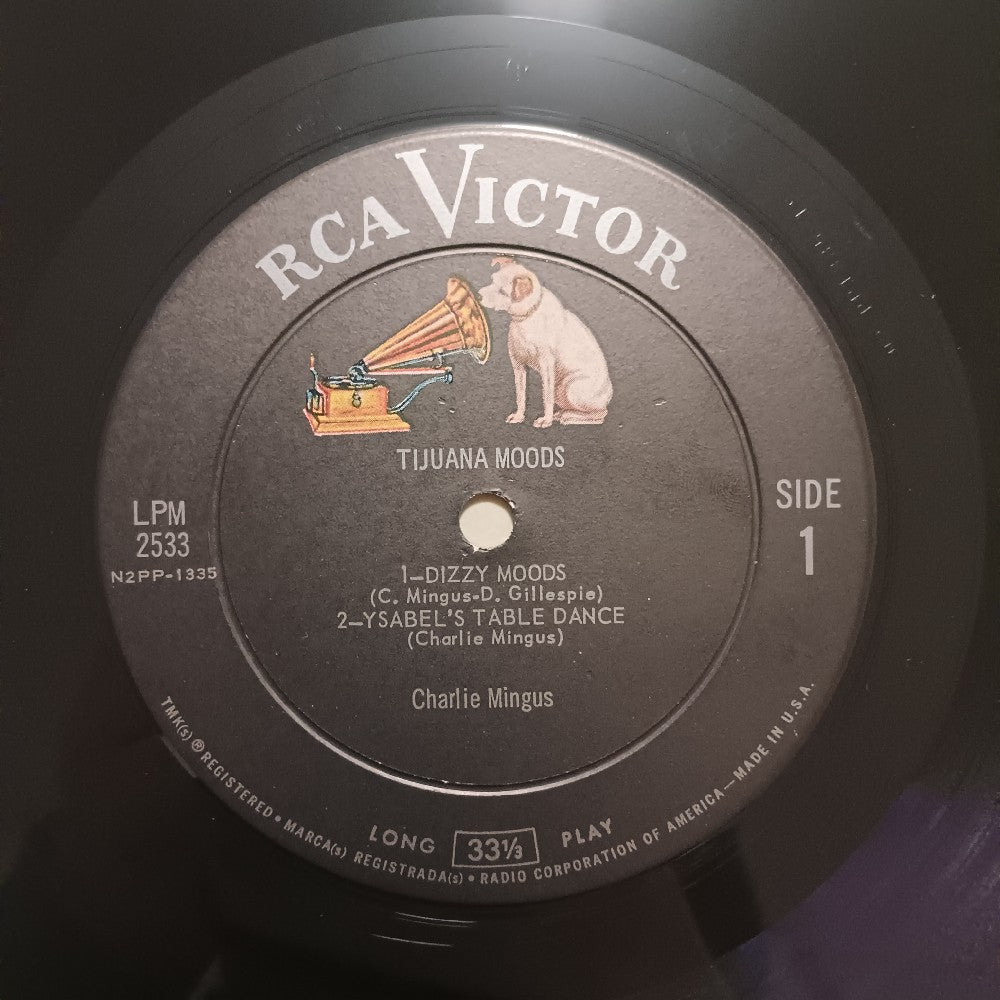 RCA VICTOR
TIJUANA MOODS
LPM
2533
N2PP-1335
SIDE
1
1—DIZZY MOODS
(C. Mingus-D. Gillespie)
2—YSABEL'S TABLE DANCE
(Charlie Mingus)
Charlie Mingus
LONG 33⅓ PLAY
TMK(s) ® REGISTERED • MARCA(s) REGISTRADA(s) • RADIO CORPORATION OF AMERICA—MADE IN U.S.A.